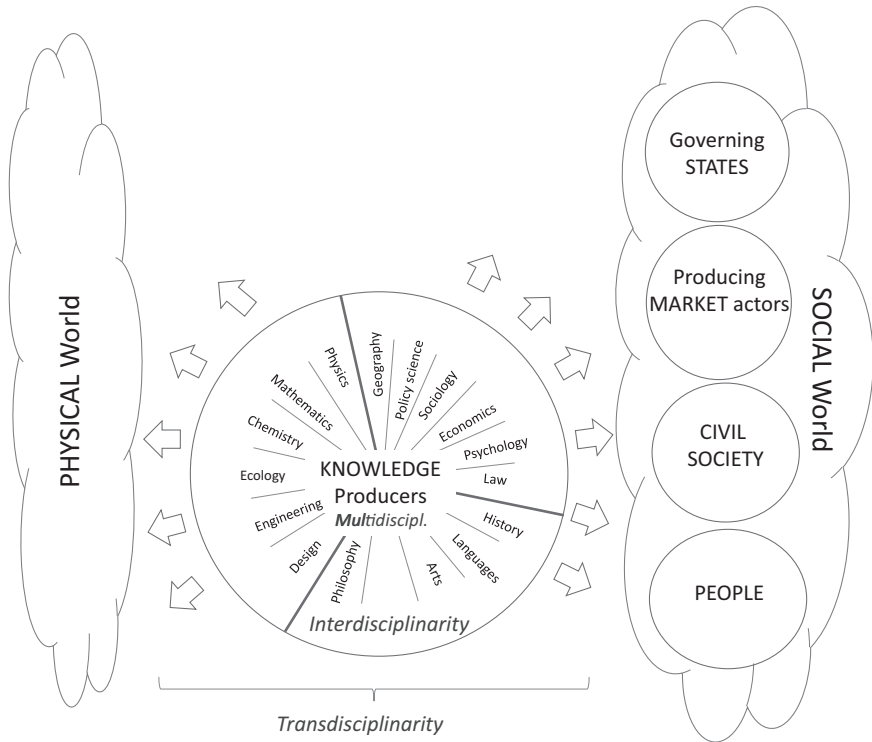 PHYSICAL World
Physics
Mathematics
Chemistry
Ecology
Engineering
Design
Geography
Policy science
Sociology
Economics
Psychology
Law
History
Languages
Arts
Philosophy
KNOWLEDGE
Producers
Multidiscipl.
Interdisciplinarity
Transdisciplinarity
Governing
STATES
Producing
MARKET actors
CIVIL
SOCIETY
PEOPLE
SOCIAL World